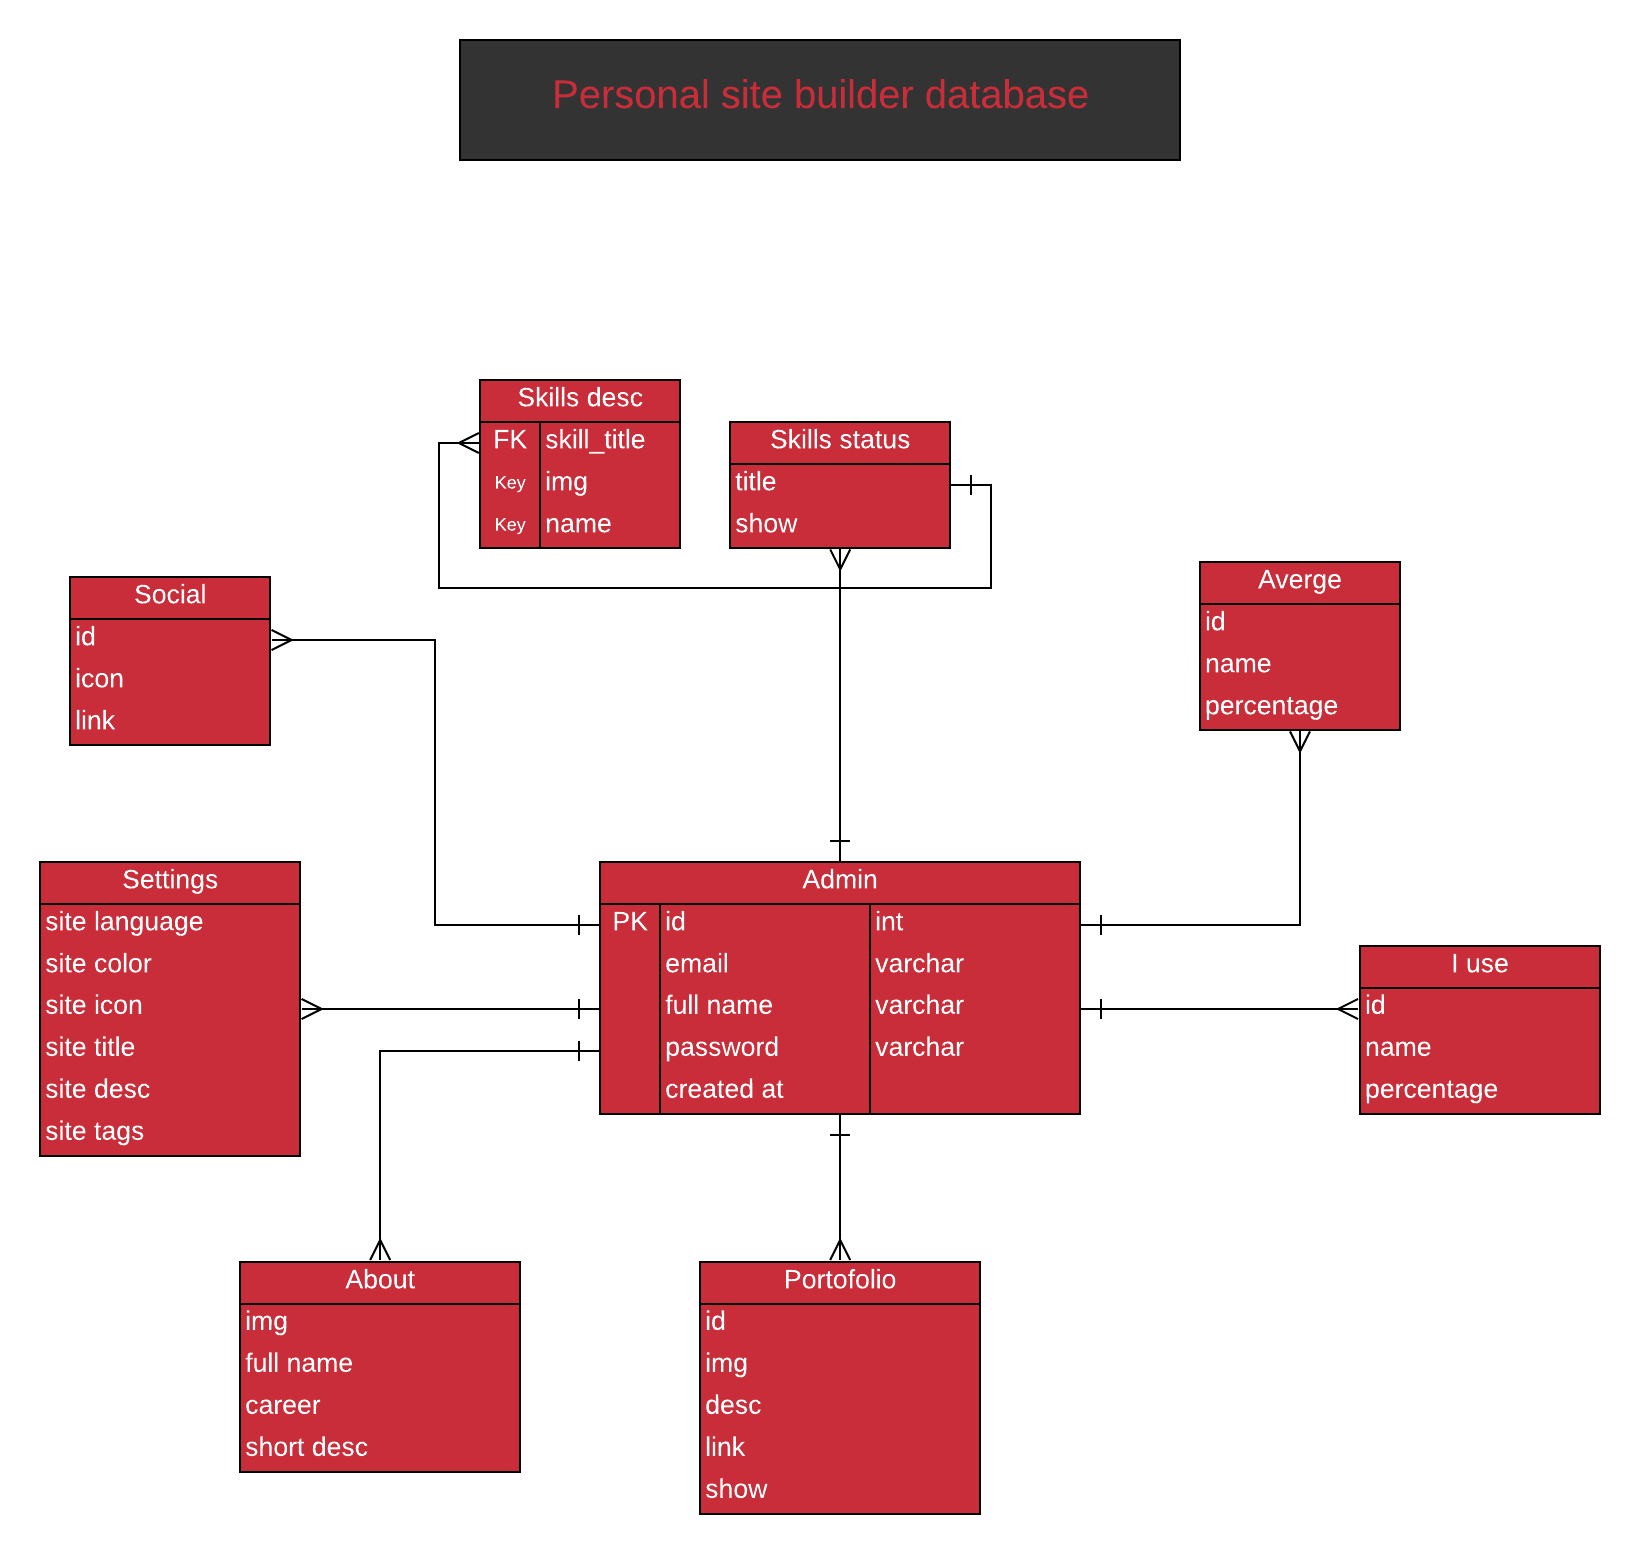 Personal site builder database
Skills desc
FK skill_title
Key img
Key name
Skills status
title
show
Social
id
icon
link
Averge
id
name
percentage
Settings
site language
site color
site icon
site title
site desc
site tags
Admin
PK id int
email varchar
full name varchar
password varchar
created at
I use
id
name
percentage
About
img
full name
career
short desc
Portofolio
id
img
desc
link
show